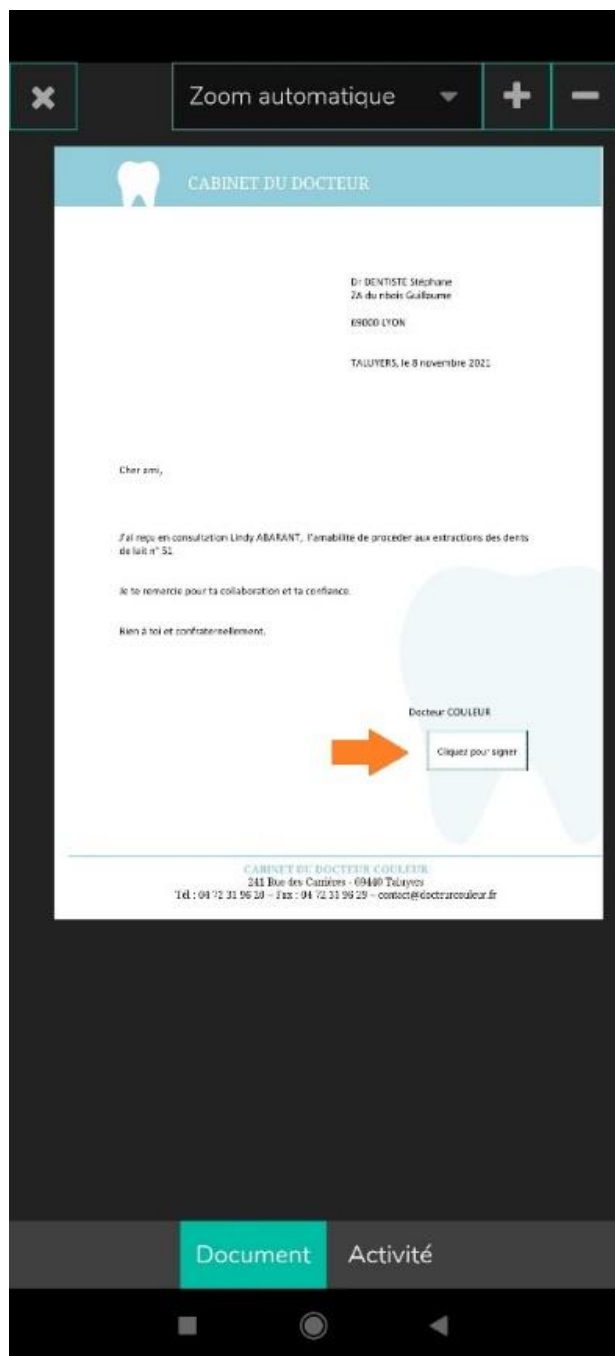 Zoom automatique
CABINET DU DOCTEUR
Dr DENTISTE Stéphane
2A du nbois Guillaume
69000 LYON
TALUYERS, le 8 novembre 2021
Cher ami,
J'ai reçu en consultation Lindy ABARANT, l'amabilite de proceder aux extractions des dents
de lait n° 51
Je te remercie pour ta collaboration et ta confiance.
Bien à toi et confraternellement.
Docteur COULEUR
Cliquez pour signer
CABINET DU DOCTEUR COULEUR
241 Rue des Carrières - 69440 Taluyers
Tél : 04 72 31 96 20 – Fax : 04 72 31 96 29 – contact@docteurcouleur.fr
Document Activité